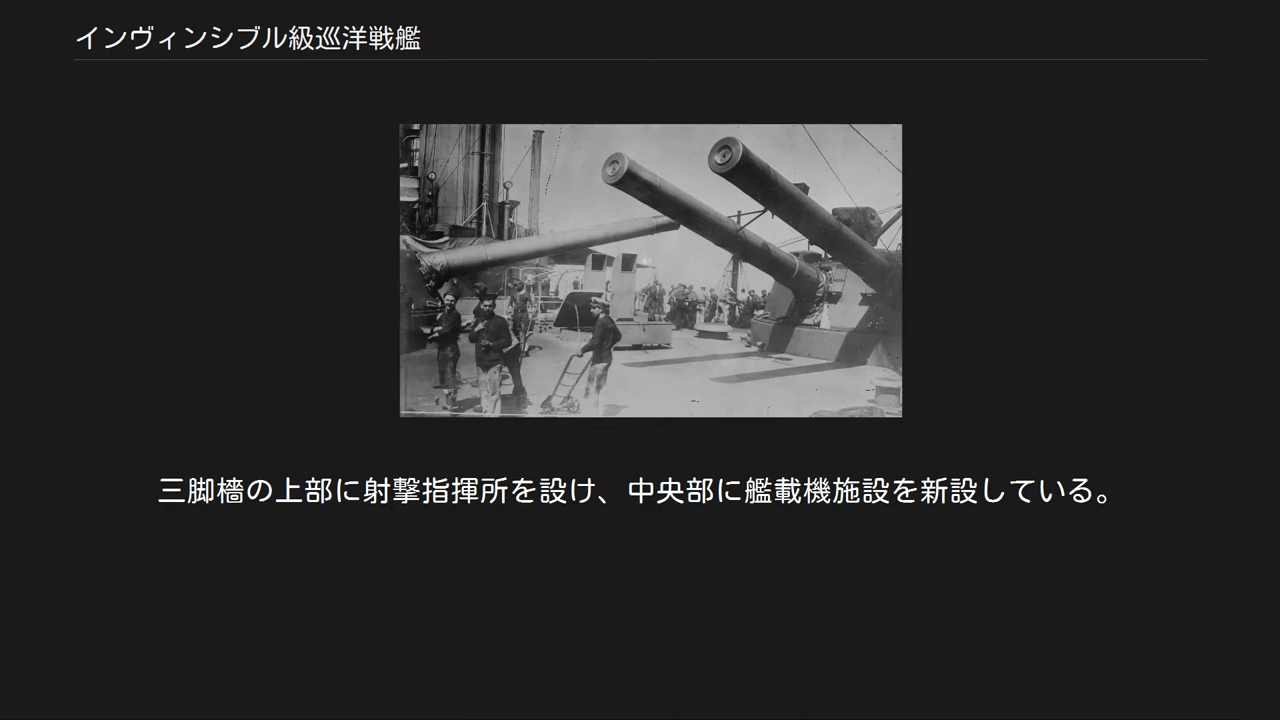 インヴィンシブル級巡洋戦艦
三脚檣の上部に射撃指揮所を設け、中央部に艦載機施設を新設している。